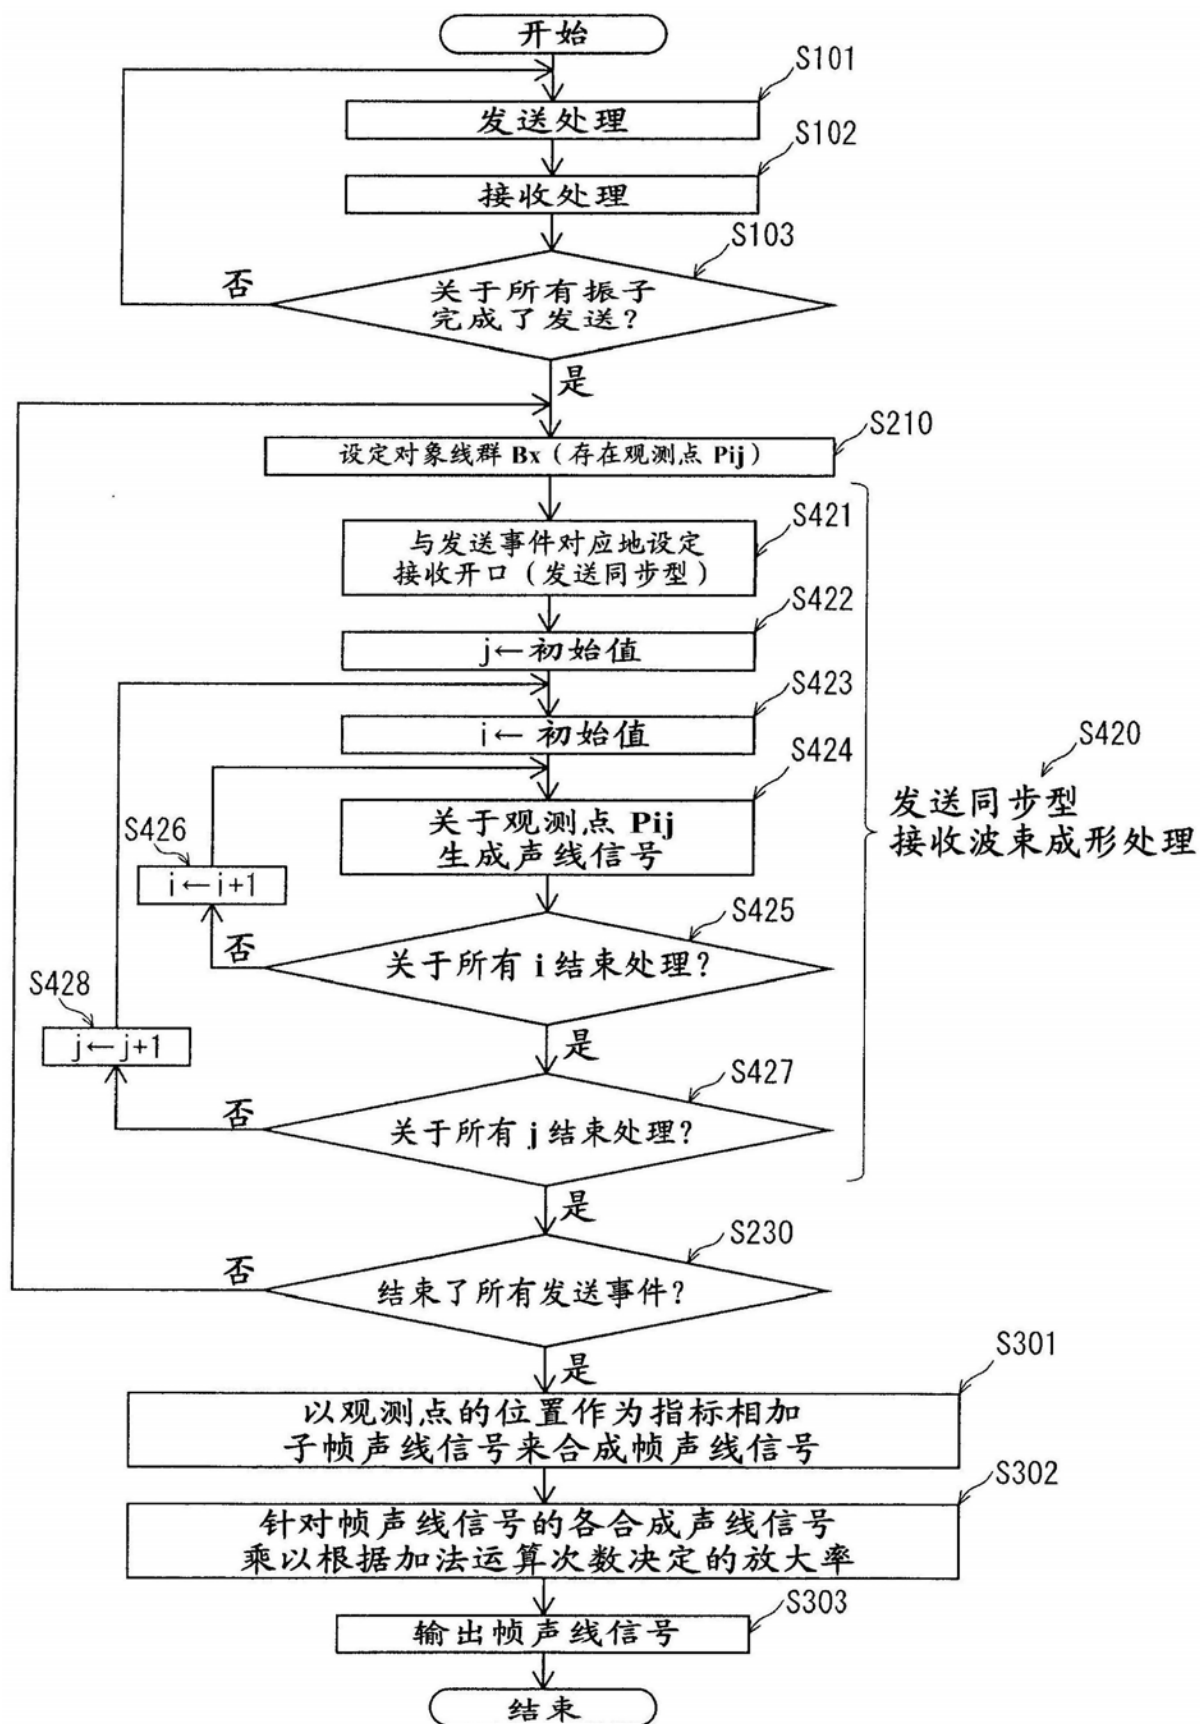 开始
S101
发送处理
S102
接收处理
S103
关于所有振子
完成了发送?
否
是
S210
设定对象线群 Bx (存在观测点 Pij)
S421
与发送事件对应地设定
接收开口 (发送同步型)
S422
j←初始值
S423
i← 初始值
S424
关于观测点 Pij
生成声线信号
S420
发送同步型
接收波束成形处理
S426
i←i+1
S425
否
关于所有 i 结束处理?
是
S428
j←j+1
S427
否
关于所有 j 结束处理?
是
S230
否
结束了所有发送事件?
是
S301
以观测点的位置作为指标相加
子帧声线信号来合成帧声线信号
S302
针对帧声线信号的各合成声线信号
乘以根据加法运算次数决定的放大率
S303
输出帧声线信号
结束